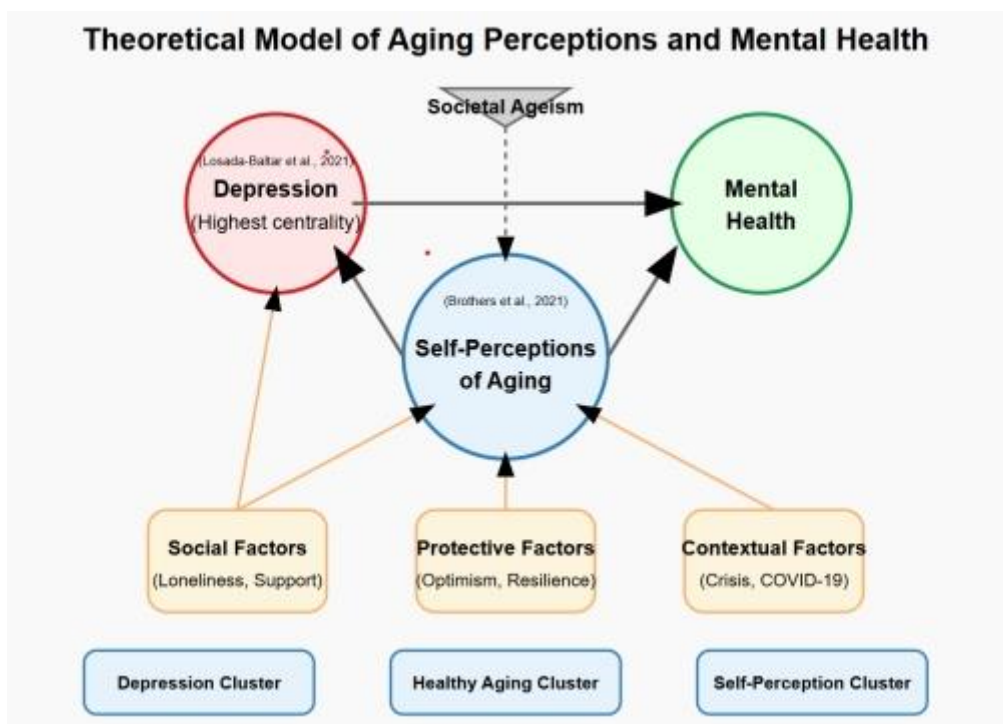 Theoretical Model of Aging Perceptions and Mental Health
Societal Ageism
(Losada-Baltar et al., 2021)
Depression
(Highest centrality)
Mental
Health
(Brothers et al., 2021)
Self-Perceptions
of Aging
Social Factors
(Loneliness, Support)
Protective Factors
(Optimism, Resilience)
Contextual Factors
(Crisis, COVID-19)
Depression Cluster
Healthy Aging Cluster
Self-Perception Cluster